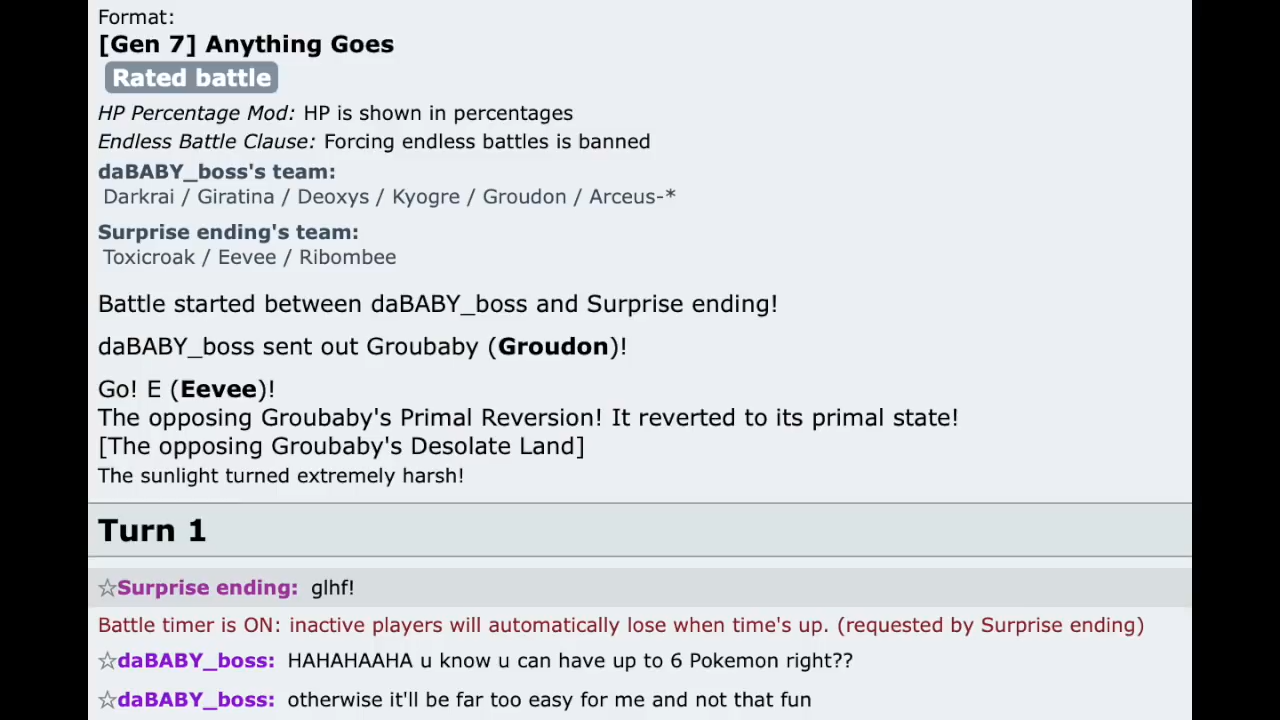 Format:
[Gen 7] Anything Goes
Rated battle
HP Percentage Mod: HP is shown in percentages
Endless Battle Clause: Forcing endless battles is banned
daBABY_boss's team:
Darkrai / Giratina / Deoxys / Kyogre / Groudon / Arceus-*
Surprise ending's team:
Toxicroak / Eevee / Ribombee
Battle started between daBABY_boss and Surprise ending!
daBABY_boss sent out Groubaby (Groudon)!
Go! E (Eevee)!
The opposing Groubaby's Primal Reversion! It reverted to its primal state!
[The opposing Groubaby's Desolate Land]
The sunlight turned extremely harsh!
Turn 1
☆Surprise ending: glhf!
Battle timer is ON: inactive players will automatically lose when time's up. (requested by Surprise ending)
☆daBABY_boss: HAHAHAAHA u know u can have up to 6 Pokemon right??
☆daBABY_boss: otherwise it'll be far too easy for me and not that fun